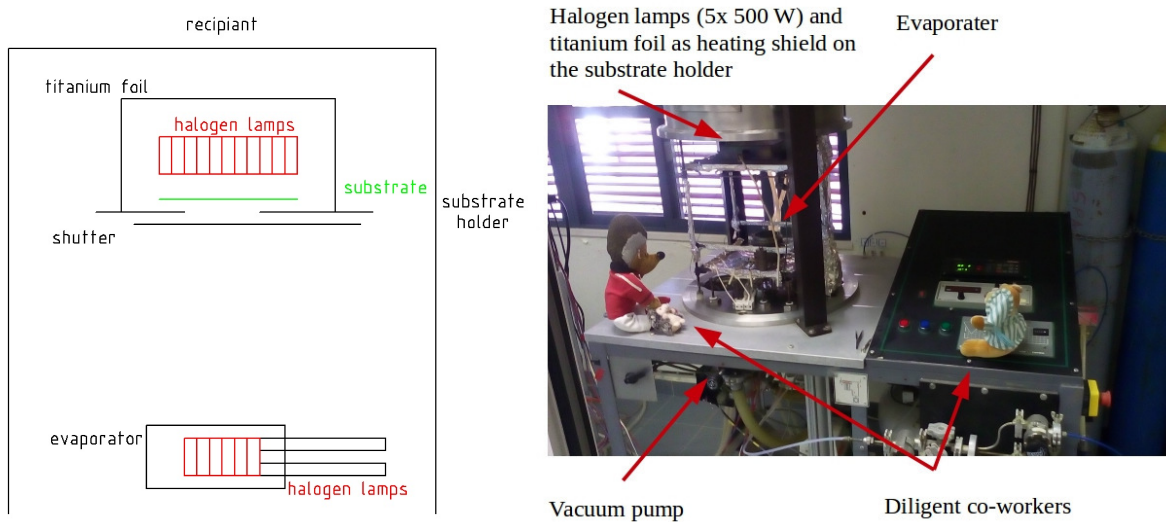 recipiant
titanium foil
halogen lamps
substrate
substrate
holder
shutter
evaporator
halogen lamps
Halogen lamps (5x 500 W) and
titanium foil as heating shield on
the substrate holder
Evaporater
Vacuum pump
Diligent co-workers